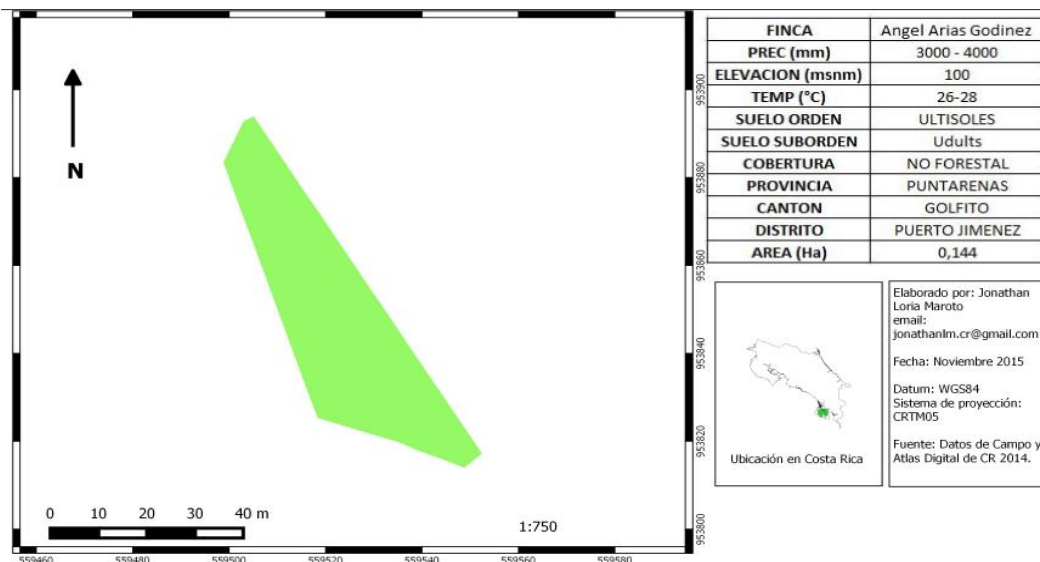 N
0 10 20 30 40 m
1:750
559460 559480 559500 559520 559540 559560 559580
953900
953880
953860
953840
953820
953800
FINCA Angel Arias Godinez
PREC (mm) 3000 - 4000
ELEVACION (msnm) 100
TEMP (°C) 26-28
SUELO ORDEN ULTISOLES
SUELO SUBORDEN Udults
COBERTURA NO FORESTAL
PROVINCIA PUNTARENAS
CANTON GOLFITO
DISTRITO PUERTO JIMENEZ
AREA (Ha) 0,144
Ubicación en Costa Rica
Elaborado por: Jonathan
Loria Maroto
email:
jonathanlm.cr@gmail.com
Fecha: Noviembre 2015
Datum: WGS84
Sistema de proyección:
CRTM05
Fuente: Datos de Campo y
Atlas Digital de CR 2014.